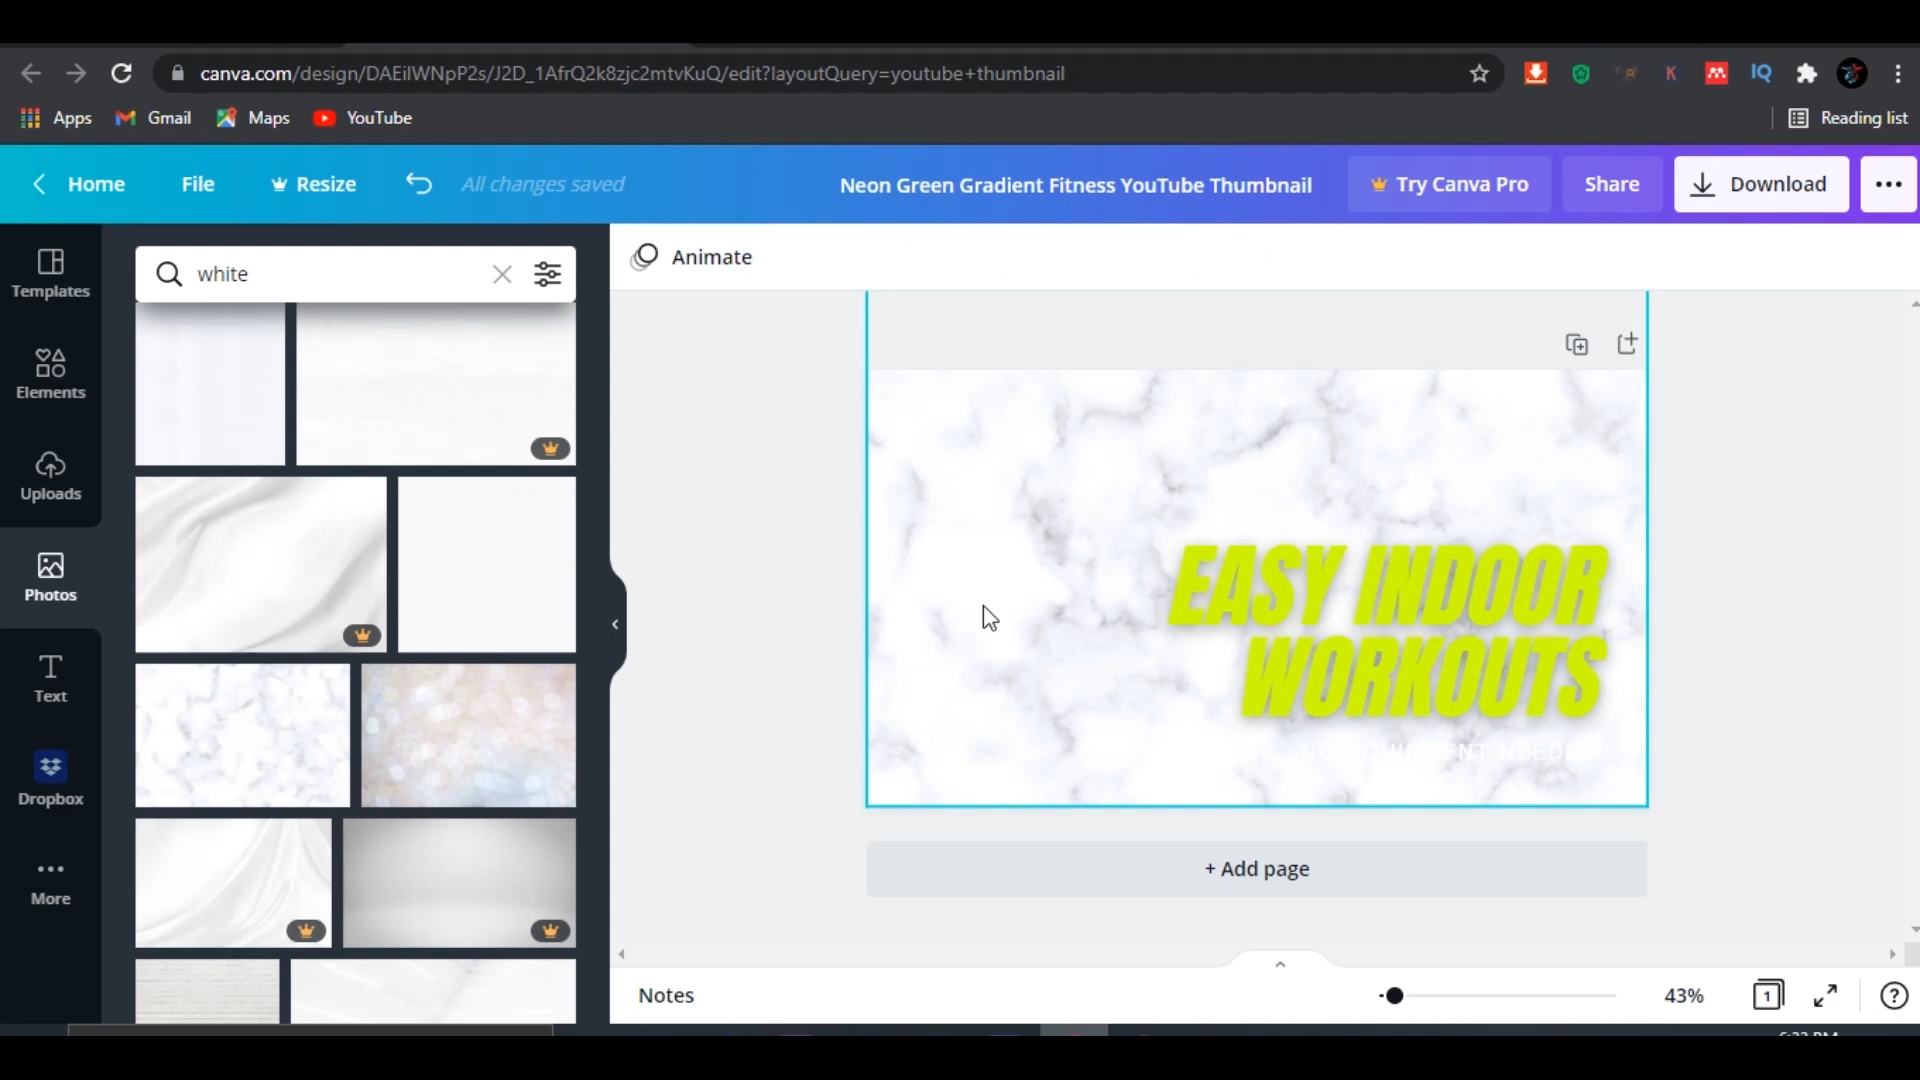 canva.com/design/DAEilWNpP2s/J2D_1AfrQ2k8zjc2mtvKuQ/edit?layoutQuery=youtube+thumbnail
K
IQ
Apps
Gmail
Maps
YouTube
Reading list
Home
File
Resize
All changes saved
Neon Green Gradient Fitness YouTube Thumbnail
Try Canva Pro
Share
Download
Templates
white
Animate
Elements
Uploads
Photos
EASY INDOOR
WORKOUTS
Text
Dropbox
+ Add page
More
Notes
43%
1
?